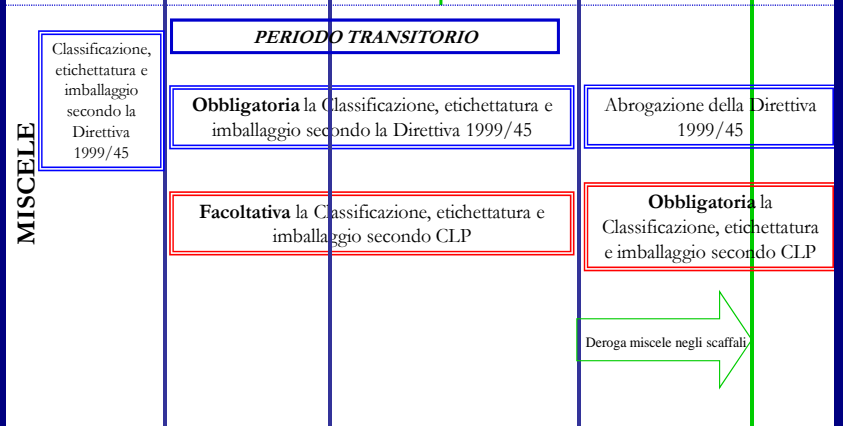 MISCELE
Classificazione,
etichettatura e
imballaggio
secondo la
Direttiva
1999/45
PERIODO TRANSITORIO
Obbligatoria la Classificazione, etichettatura e
imballaggio secondo la Direttiva 1999/45
Abrogazione della Direttiva
1999/45
Facoltativa la Classificazione, etichettatura e
imballaggio secondo CLP
Obbligatoria la
Classificazione, etichettatura
e imballaggio secondo CLP
Deroga miscele negli scaffali